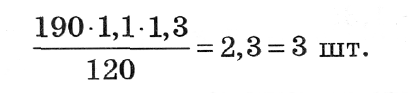 190·1,1·1,3
120
= 2,3 = 3 шт.